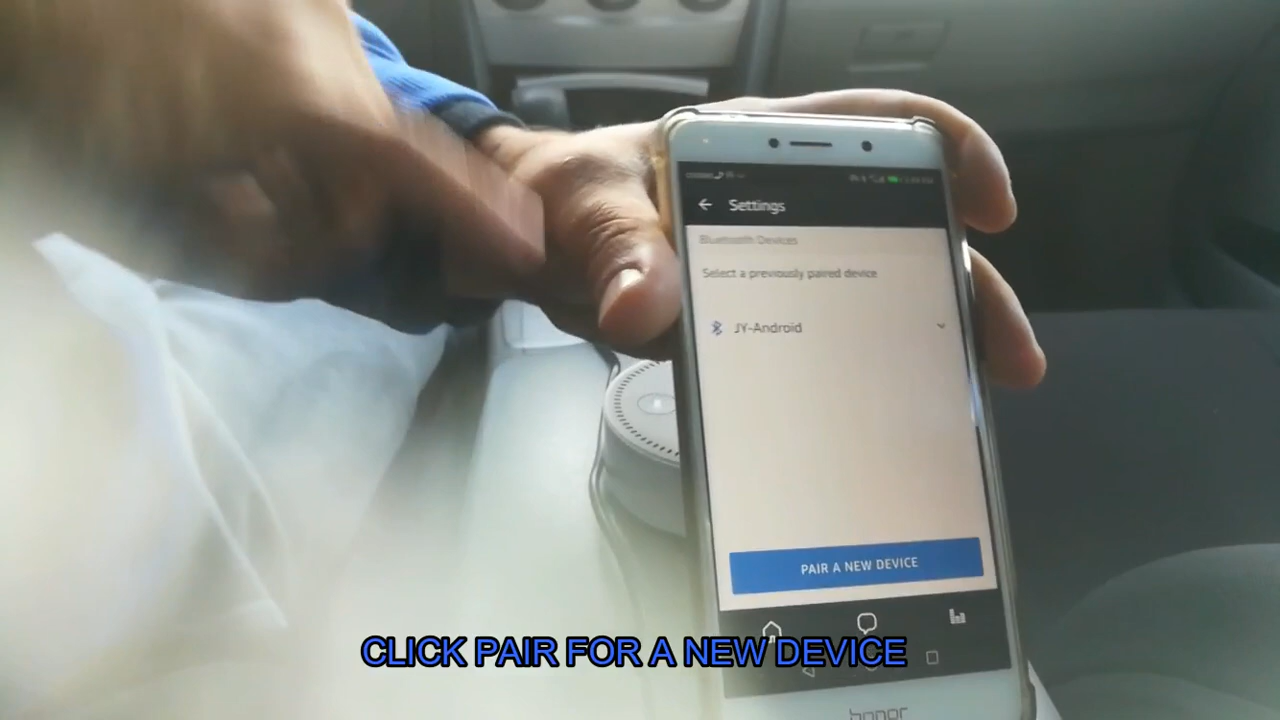 Settings
Bluetooth Devices
Select a previously paired device
JY-Android
PAIR A NEW DEVICE
CLICK PAIR FOR A NEW DEVICE
honor